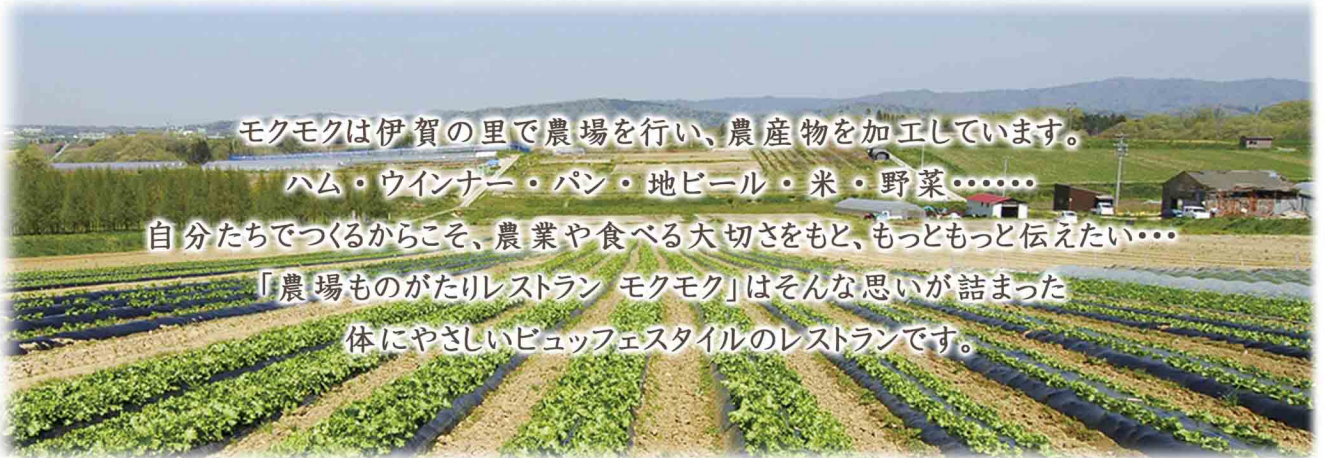 モクモクは伊賀の里で農場を行い、農産物を加工しています。
ハム・ウインナー・パン・地ビール・米・野菜……
自分たちでつくるからこそ、農業や食べる大切さをもと、もっともっと伝えたい…
「農場ものがたりレストラン モクモク」はそんな思いが詰まった
体にやさしいビュッフェスタイルのレストランです。